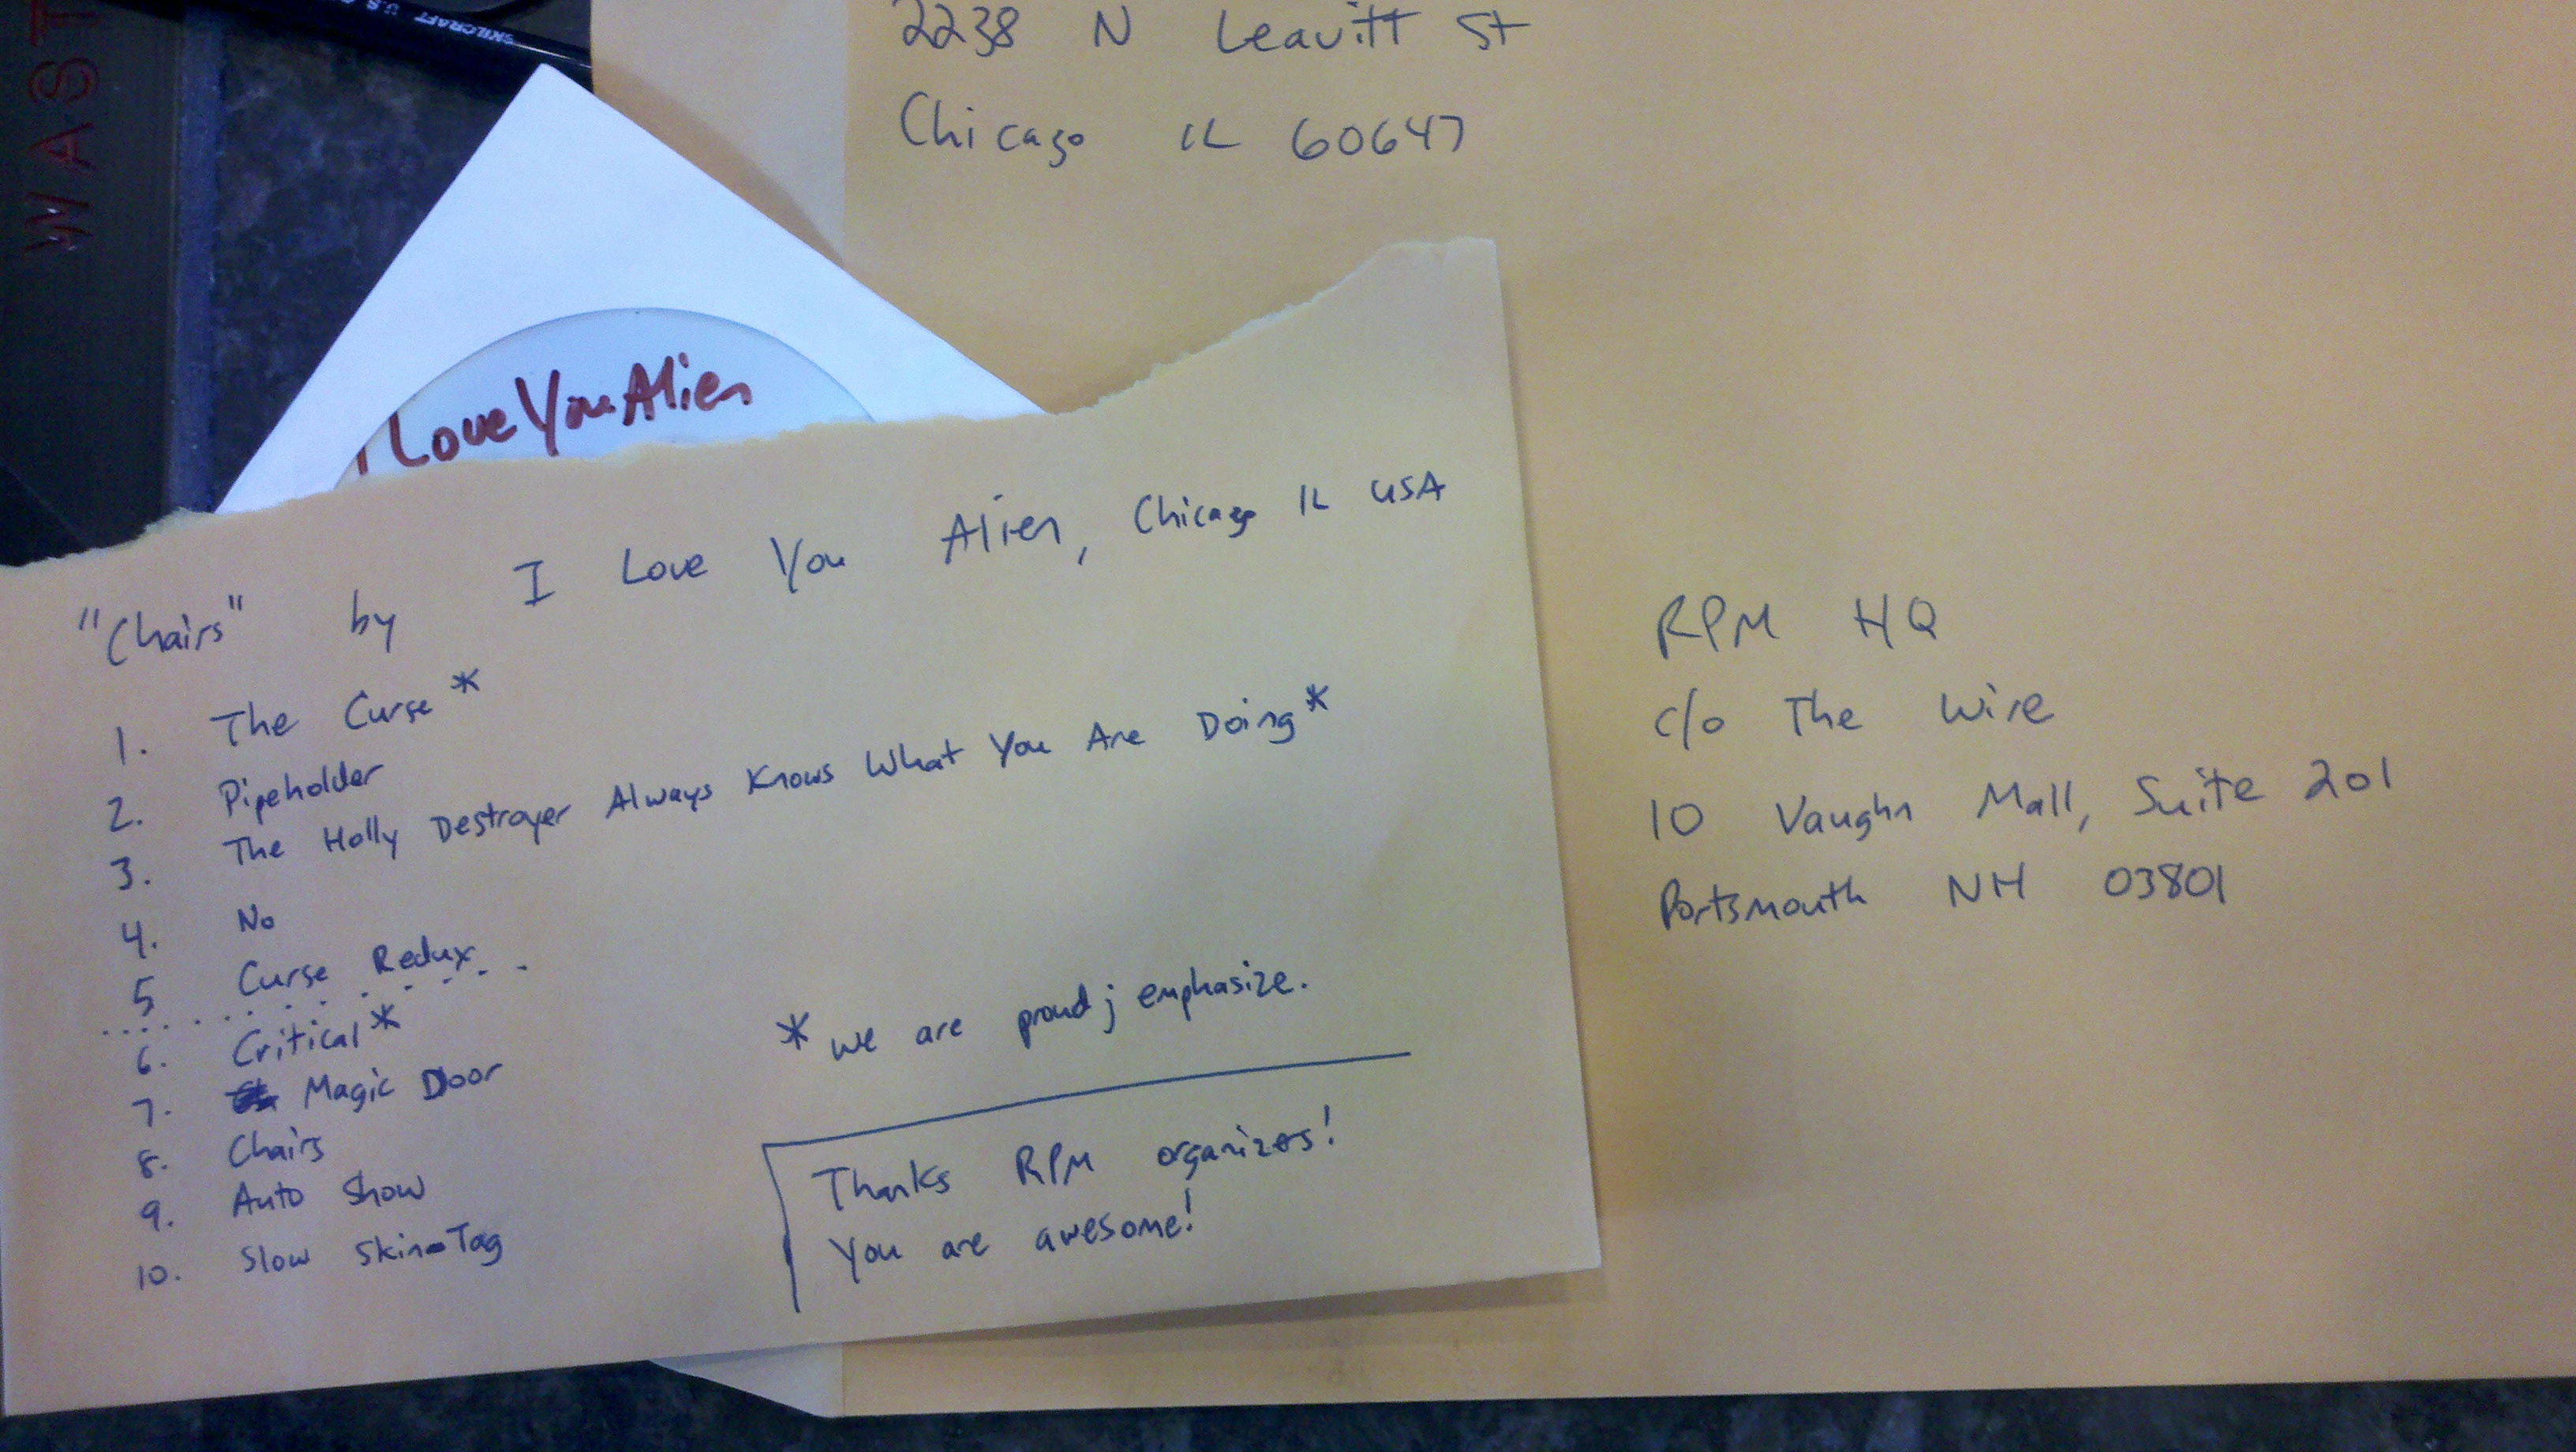 WAST
SKILCRAFT U.S.
2238 N Leavitt St
Chicago IL 60647
I Love You Alien
"Chairs" by I Love You Alien, Chicago IL USA
1. The Curse*
2. Pipeholder
3. The Holly Destroyer Always Knows What You Are Doing*
4. No
5 Curse Redux
6. Critical*
7. Magic Door
8. Chairs
9. Auto Show
10. Slow Skin-Tag
* we are proud; emphasize.
Thanks RPM organizers!
You are awesome!
RPM HQ
c/o The Wire
10 Vaughn Mall, Suite 201
Portsmouth NH 03801